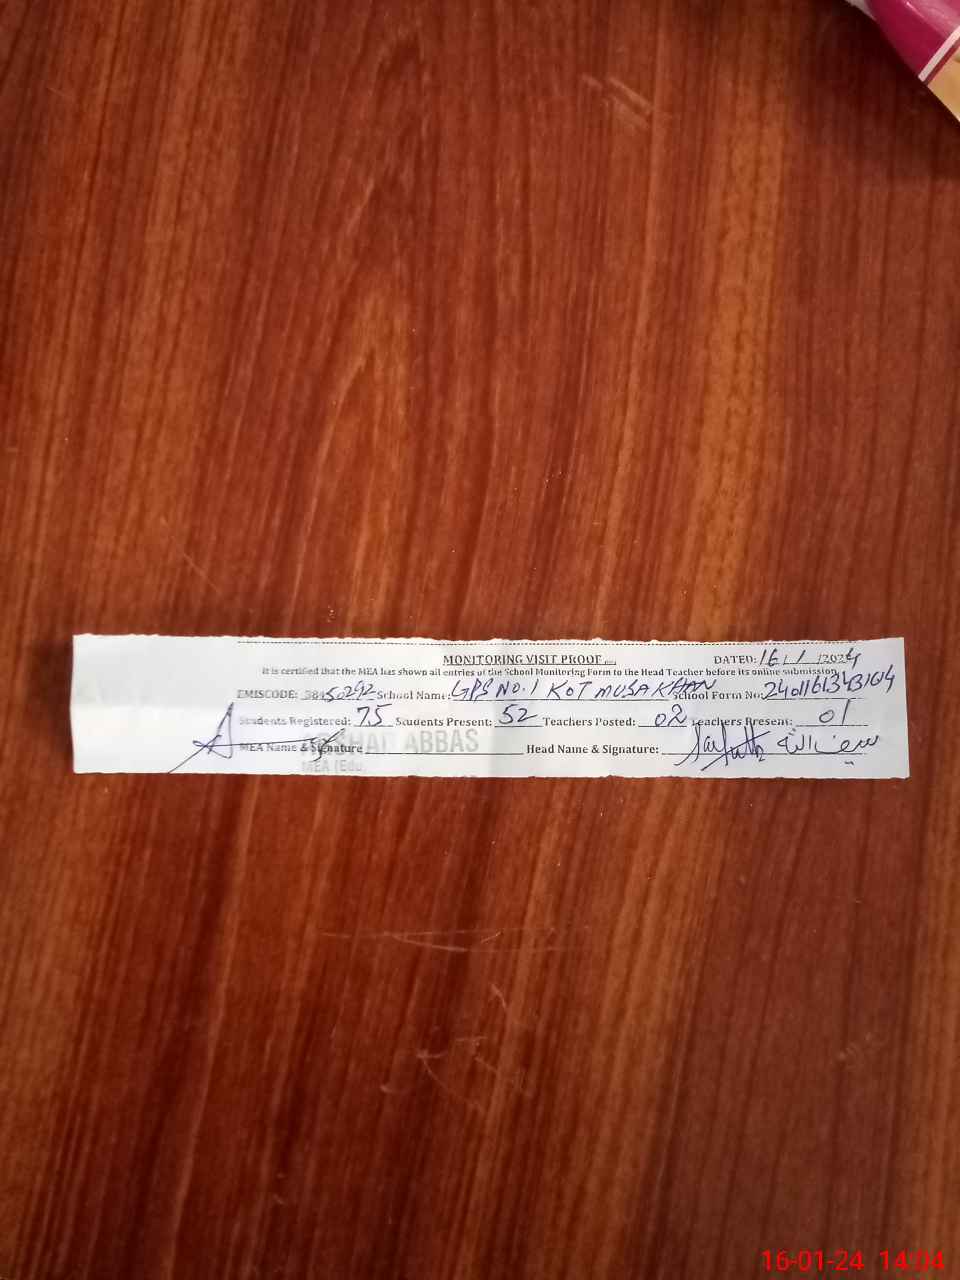 MONITORING VISIT PROOF DATED: 16/1/2024
It is certified that the MEA has shown all entries of the School Monitoring Form to the Head Teacher before its online submission.
EMISCODE: 38450292 School Name: GPS NO.1 KOT MUSA KHAN School Form No:
Students Registered: 75 Students Present: 52 Teachers Posted: 02 Teachers Present: 01
MEA Name & Signature ABBAS Head Name & Signature: سیف اللہ
MEA (Edu
16-01-24 14:04